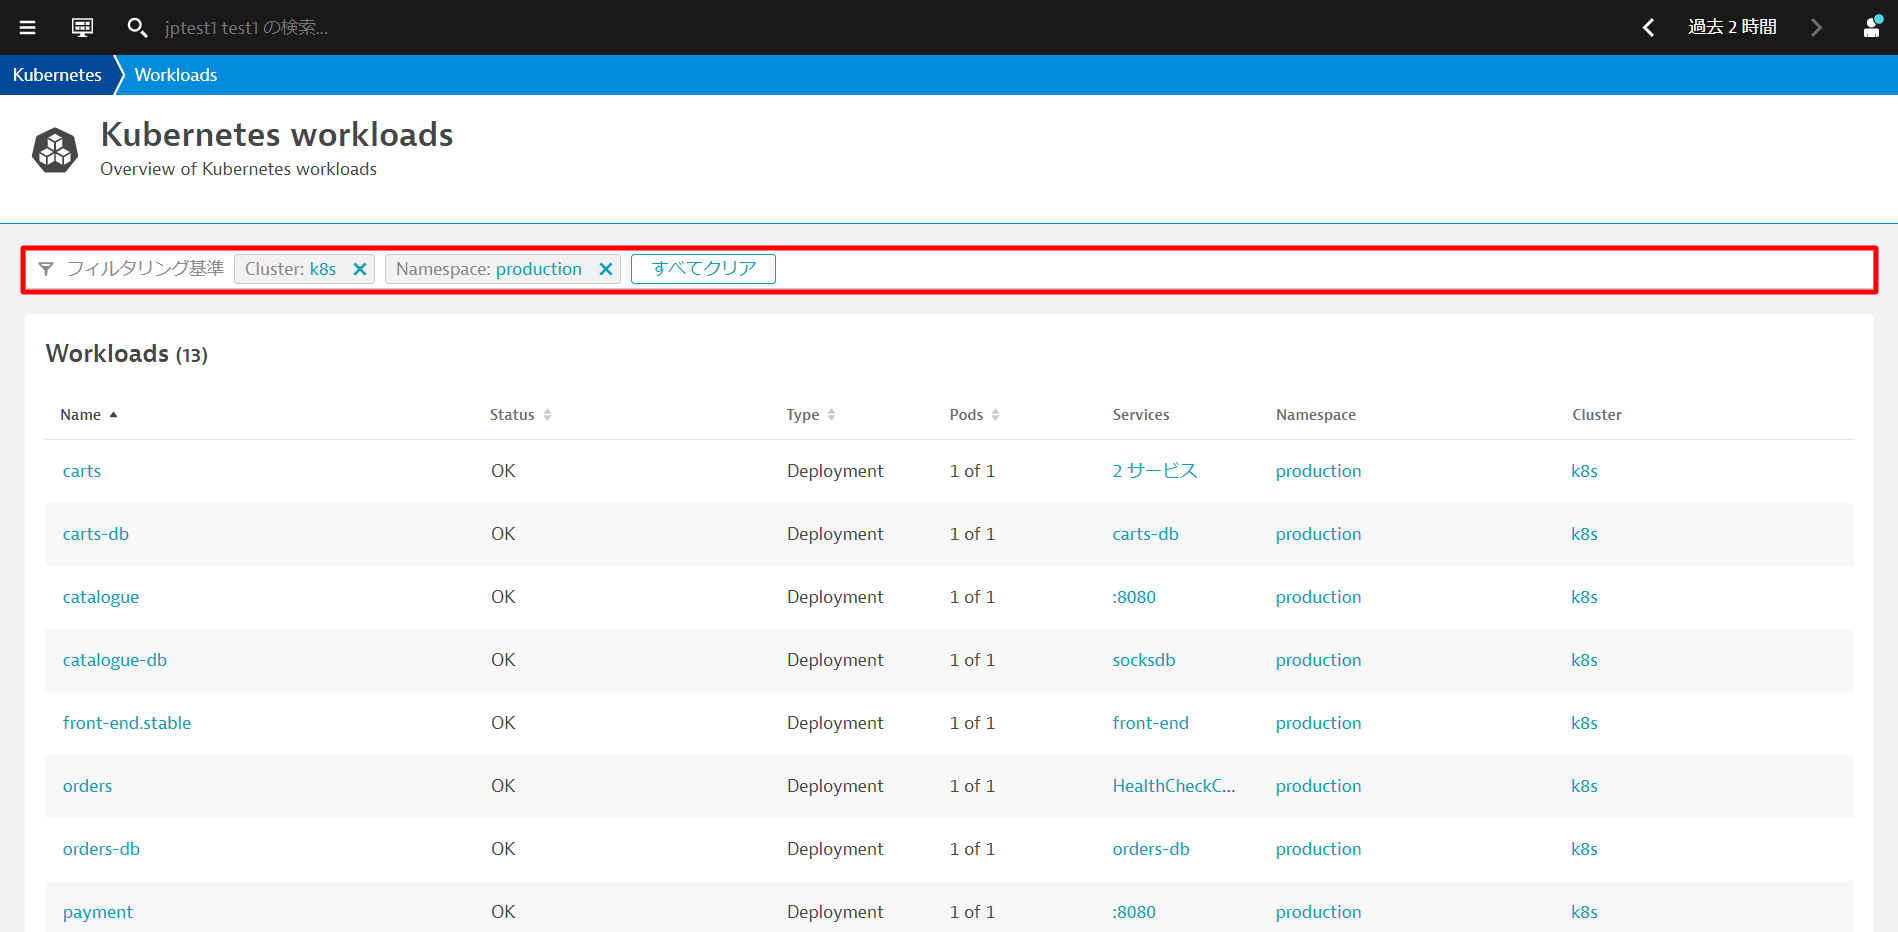 jptest1 test1 の検索...
過去 2 時間
Kubernetes Workloads
Kubernetes workloads
Overview of Kubernetes workloads
フィルタリング基準 Cluster: k8s Namespace: production すべてクリア
Workloads (13)
Name Status Type Pods Services Namespace Cluster
carts OK Deployment 1 of 1 2 サービス production k8s
carts-db OK Deployment 1 of 1 carts-db production k8s
catalogue OK Deployment 1 of 1 :8080 production k8s
catalogue-db OK Deployment 1 of 1 socksdb production k8s
front-end.stable OK Deployment 1 of 1 front-end production k8s
orders OK Deployment 1 of 1 HealthCheckC... production k8s
orders-db OK Deployment 1 of 1 orders-db production k8s
payment OK Deployment 1 of 1 :8080 production k8s